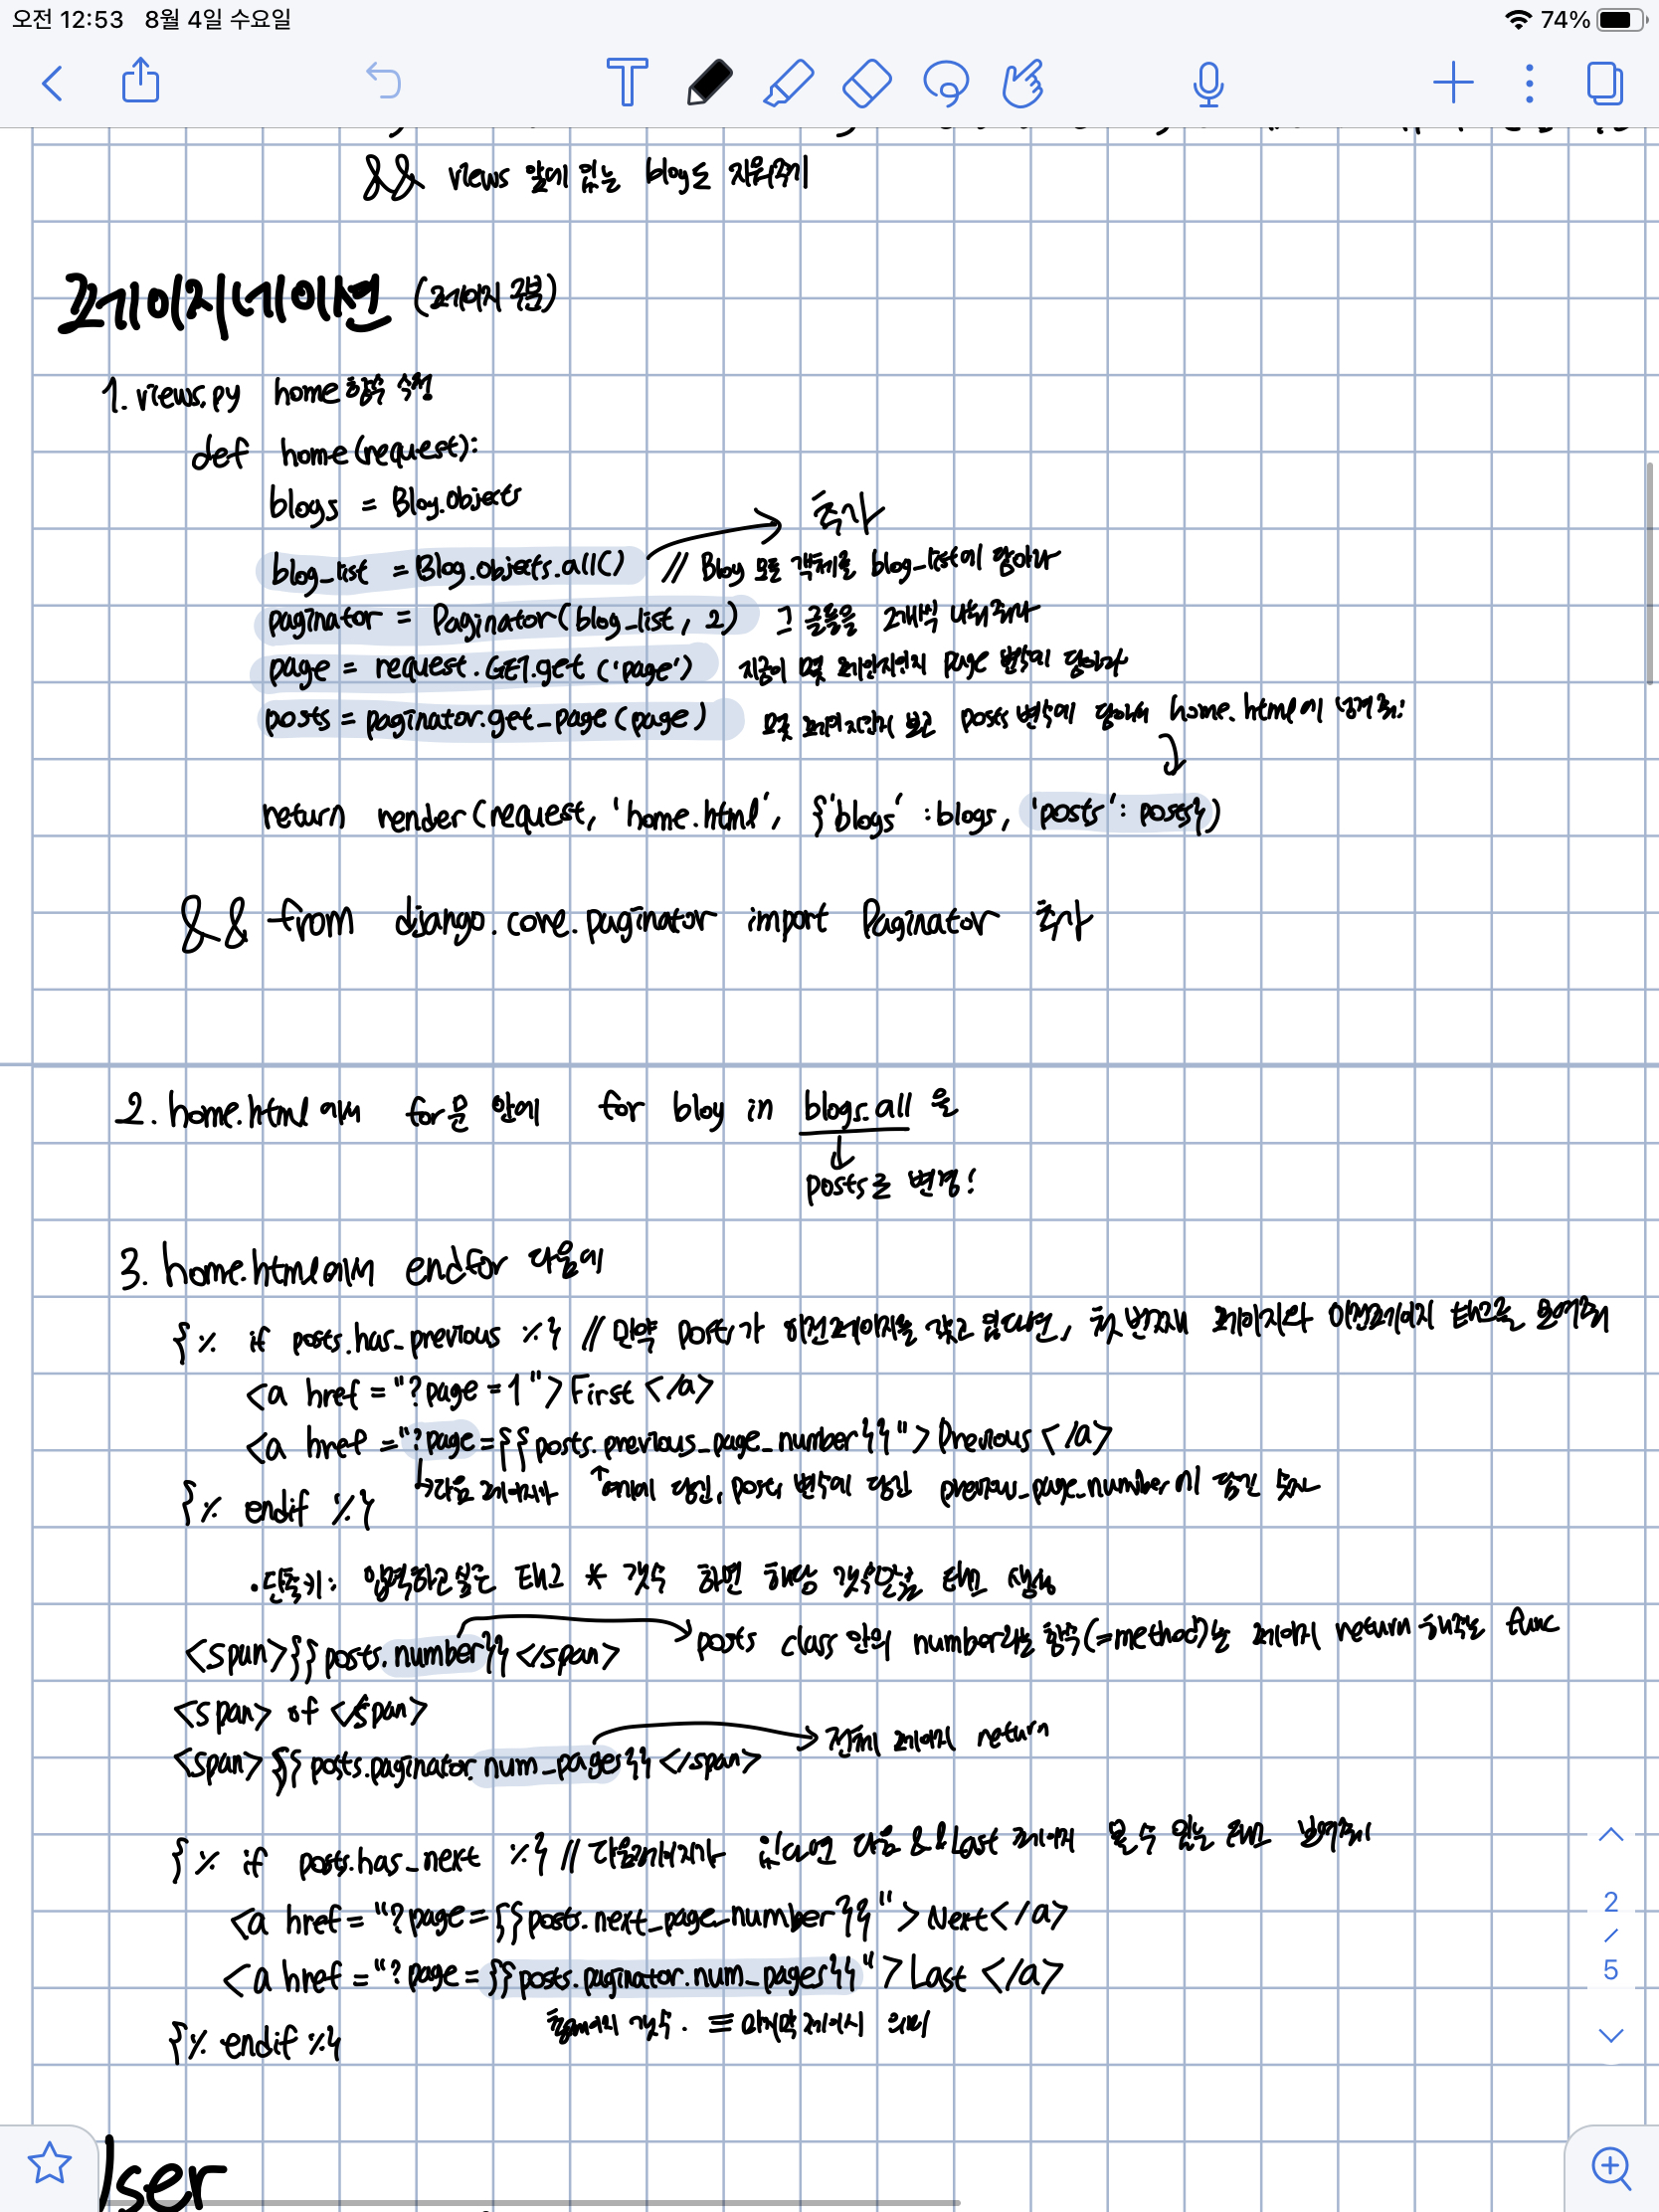 오전 12:53 8월 4일 수요일
74%
&& views 앞에 있는 blog도 지워주기
페이지네이션 (페이지 구분)
1. views.py home 함수 수정
def home(request):
blogs = Blog.objects
추가
blog_list = Blog.objects.all() // Blog 모든 객체를 blog_list에 담아라
paginator = Paginator(blog_list, 2) 그 글들을 2개씩 나눠줘라
page = request.GET.get('page') 지금이 몇 페이지인지 page 변수에 담아라
posts = paginator.get_page(page) 몇 페이지인지 보고 posts 변수에 담아서 home.html에 넘겨줘!
return render(request, 'home.html', {'blogs' : blogs, 'posts' : posts})
&& from django.core.paginator import Paginator 추가
2. home.html에서 for문 안에 for blog in blogs.all 을
posts로 변경!
3. home.html에서 endfor 다음에
{% if posts.has_previous %} // 만약 posts가 이전페이지를 갖고 있다면, 첫번째 페이지와 이전페이지 태그를 보여줘
<a href="?page=1">First</a>
<a href="?page={{posts.previous_page_number}}">Previous</a>
다음 페이지가 여기에 담긴, posts 변수에 담긴 previous_page_number에 담긴 숫자
{% endif %}
•단축키: 입력하고싶은 태그 * 갯수 하면 해당 갯수만큼 태그 생성
<span>{{posts.number}}</span> posts class 안의 number라는 함수(=method)는 페이지 return 해주는 func
<span> of </span>
<span>{{posts.paginator.num_pages}}</span> 전체 페이지 return
{% if posts.has_next %} // 다음페이지가 있다면 다음 && Last 페이지 볼 수 있는 태그 보여줘
<a href="?page={{posts.next_page_number}}">Next</a>
<a href="?page={{posts.paginator.num_pages}}">Last</a>
갯수. = 마지막 페이지 의미
{% endif %}
2
/
5
User